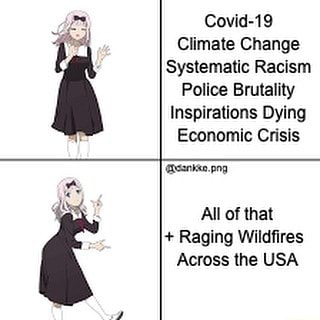 Covid-19
Climate Change
Systematic Racism
Police Brutality
Inspirations Dying
Economic Crisis
@dankke.png
All of that
+ Raging Wildfires
Across the USA